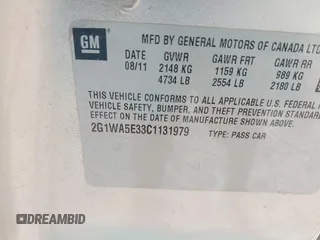 GM
MFD BY GENERAL MOTORS OF CANADA LTD
DATE GVWR GAWR FRT GAWR RR
08/11 2148 KG 1159 KG 989 KG
4734 LB 2554 LB 2180 LB
THIS VEHICLE CONFORMS TO ALL APPLICABLE U.S. FEDERAL
VEHICLE SAFETY, BUMPER, AND THEFT PREVENTION STANDARDS
EFFECT ON THE DATE OF MANUFACTURE SHOWN ABOVE.
2G1WA5E33C1131979 TYPE: PASS CAR
DREAMBID